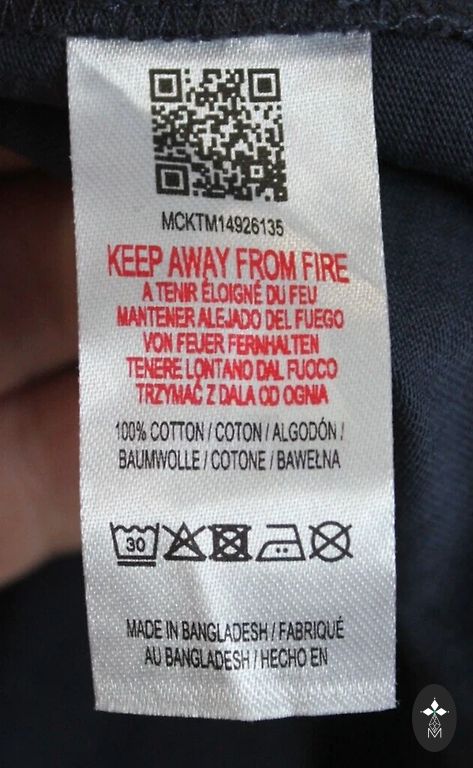 MCKTM14926135
KEEP AWAY FROM FIRE
A TENIR ÉLOIGNÉ DU FEU
MANTENER ALEJADO DEL FUEGO
VON FEUER FERNHALTEN
TENERE LONTANO DAL FUOCO
TRZYMAĆ Z DALA OD OGNIA
100% COTTON / COTON / ALGODÓN /
BAUMWOLLE / COTONE / BAWEŁNA
30
MADE IN BANGLADESH / FABRIQUÉ
AU BANGLADESH / HECHO EN
M